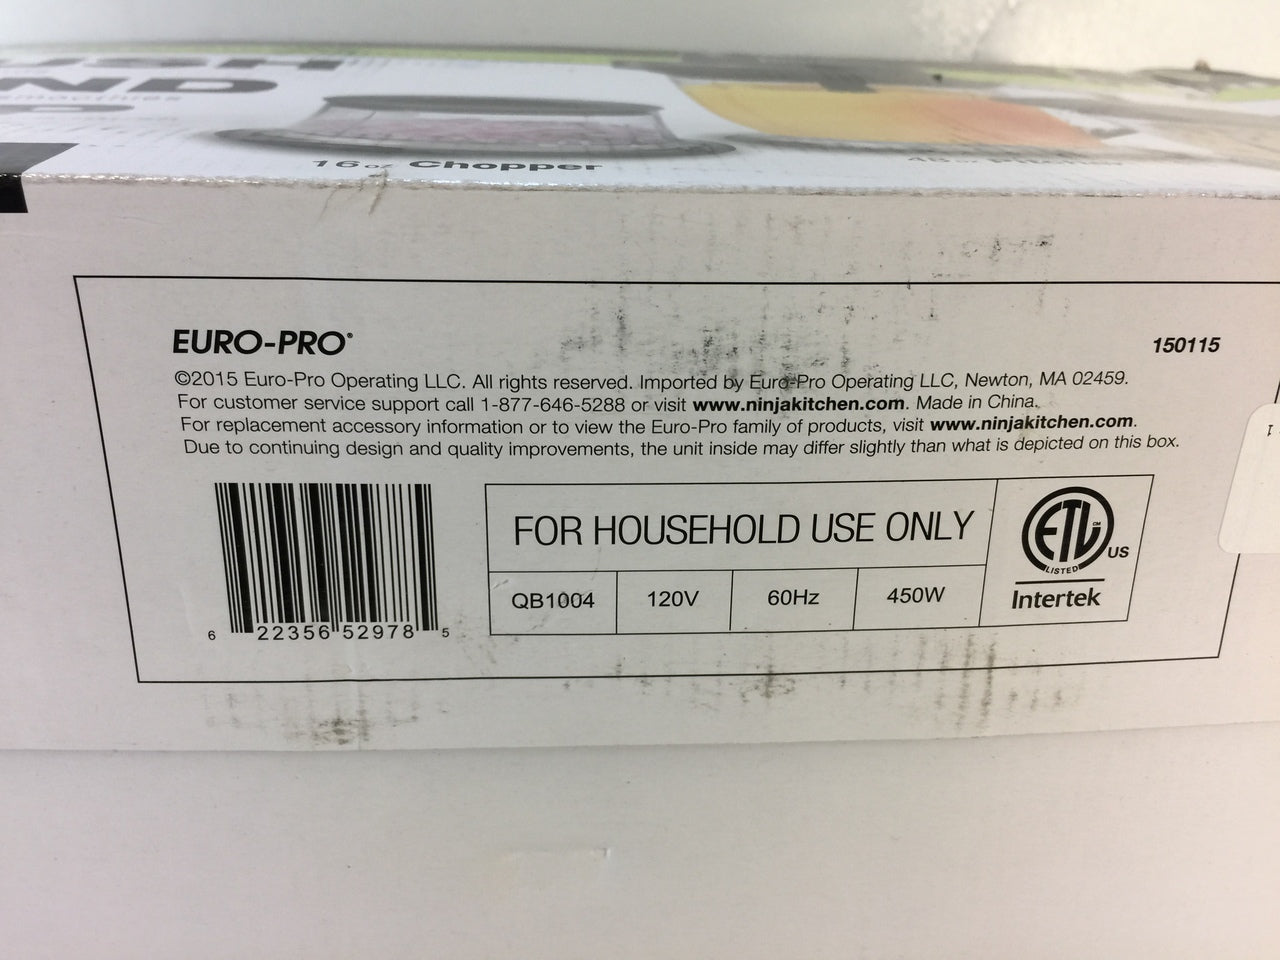 ND
16oz Chopper
EURO-PRO®
150115
©2015 Euro-Pro Operating LLC. All rights reserved. Imported by Euro-Pro Operating LLC, Newton, MA 02459.
For customer service support call 1-877-646-5288 or visit www.ninjakitchen.com. Made in China.
For replacement accessory information or to view the Euro-Pro family of products, visit www.ninjakitchen.com.
Due to continuing design and quality improvements, the unit inside may differ slightly than what is depicted on this box.
FOR HOUSEHOLD USE ONLY
QB1004 120V 60Hz 450W
ETL CM US
LISTED
Intertek
6 22356 52978 5